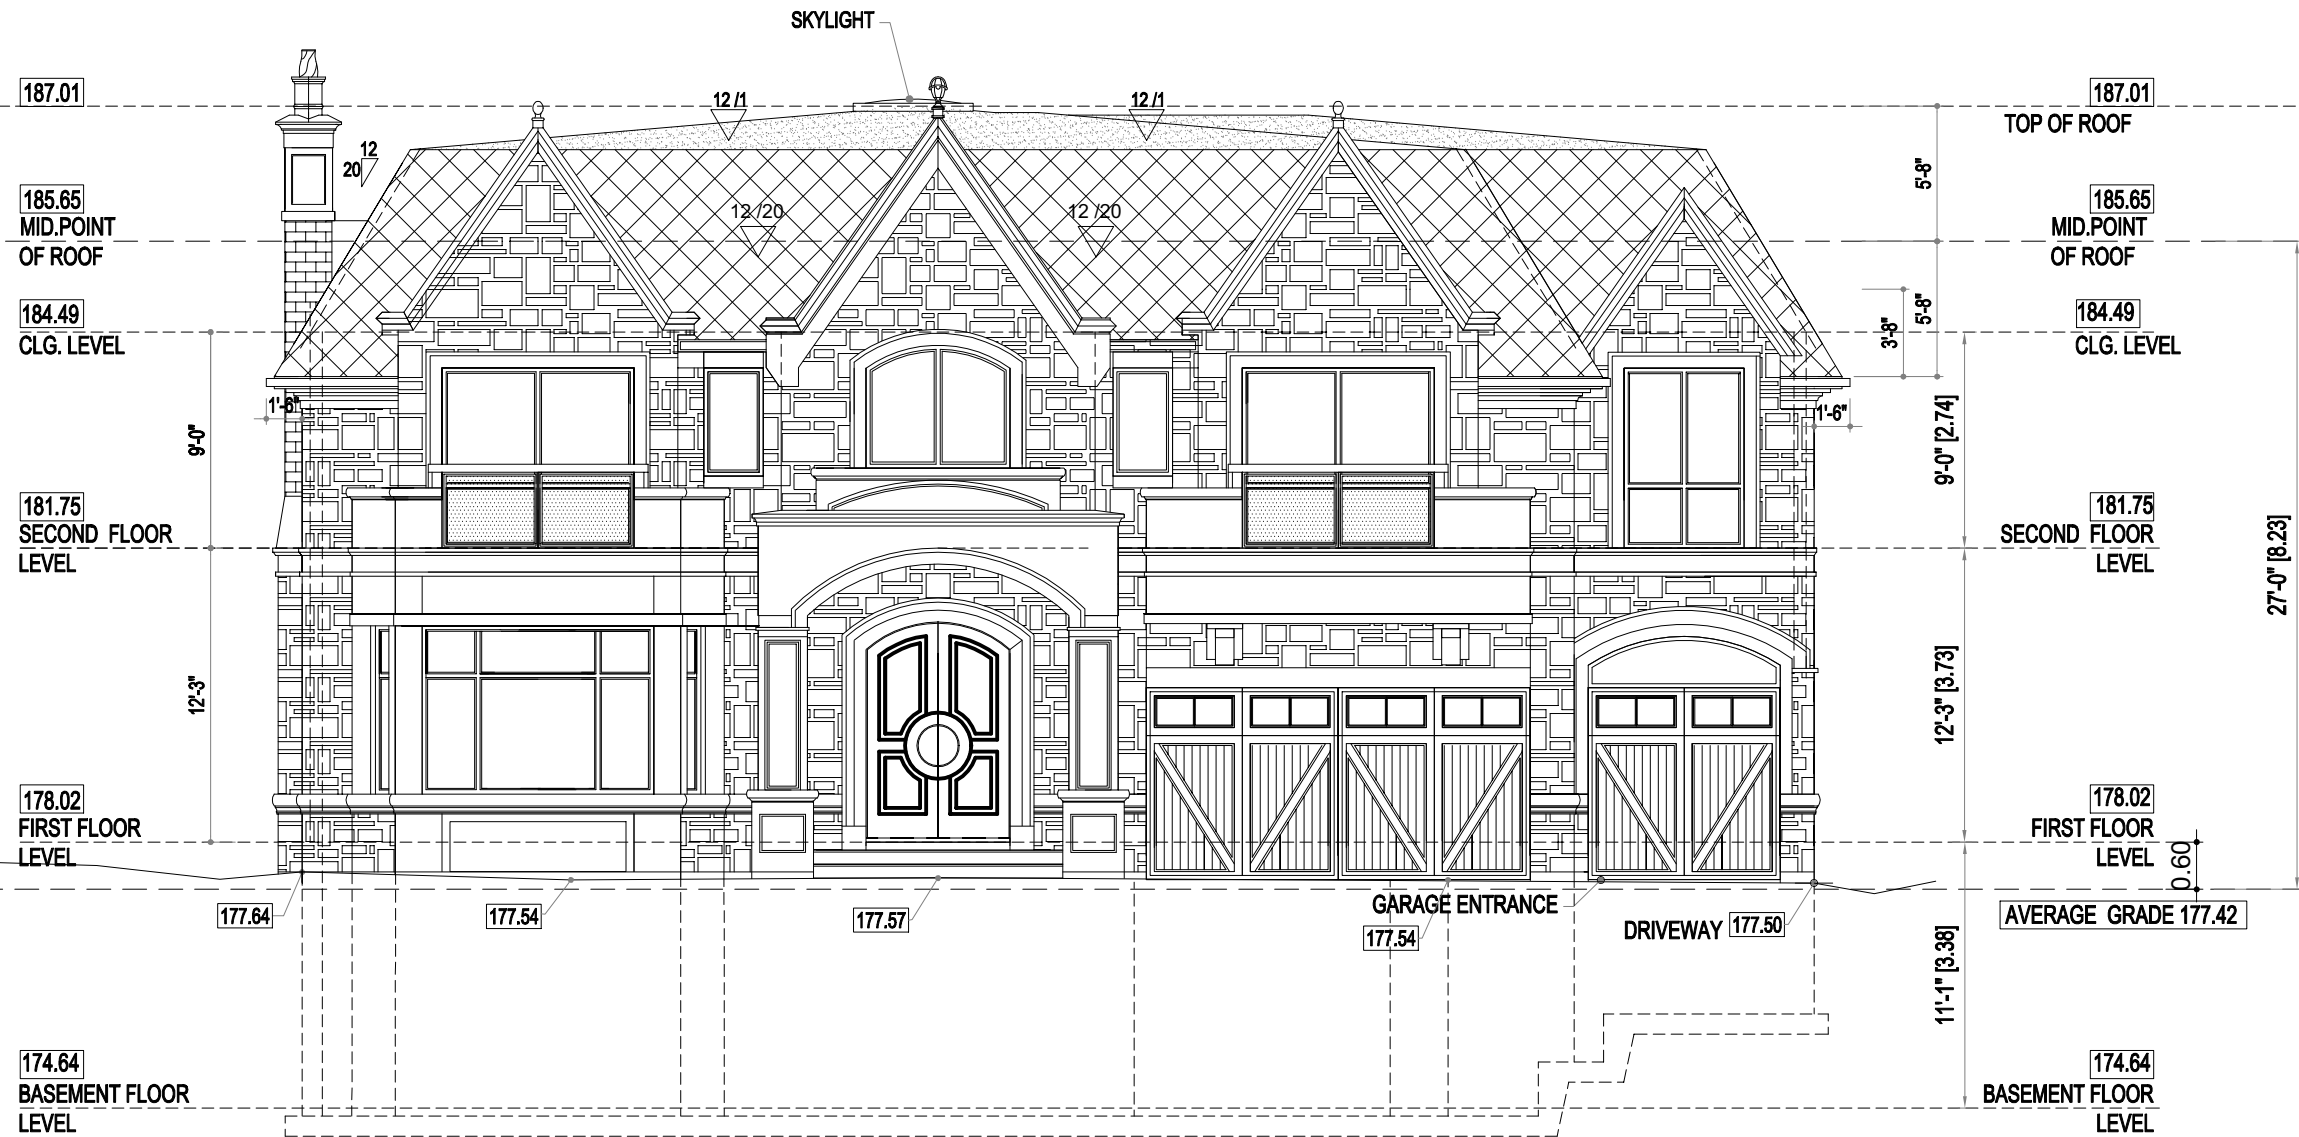 SKYLIGHT
187.01
12 /1
12 /1
187.01
TOP OF ROOF
12
20
5'-8"
185.65
MID.POINT
OF ROOF
12 /20
12 /20
185.65
MID.POINT
OF ROOF
184.49
CLG. LEVEL
3'-8"
5'-8"
184.49
CLG. LEVEL
1'-6"
1'-6"
9'-0"
9'-0" [2.74]
181.75
SECOND FLOOR
LEVEL
181.75
SECOND FLOOR
LEVEL
27'-0" [8.23]
12'-3"
12'-3" [3.73]
178.02
FIRST FLOOR
LEVEL
178.02
FIRST FLOOR
LEVEL
0.60
177.64
177.54
177.57
GARAGE ENTRANCE
177.54
DRIVEWAY 177.50
AVERAGE GRADE 177.42
11'-1" [3.38]
174.64
BASEMENT FLOOR
LEVEL
174.64
BASEMENT FLOOR
LEVEL